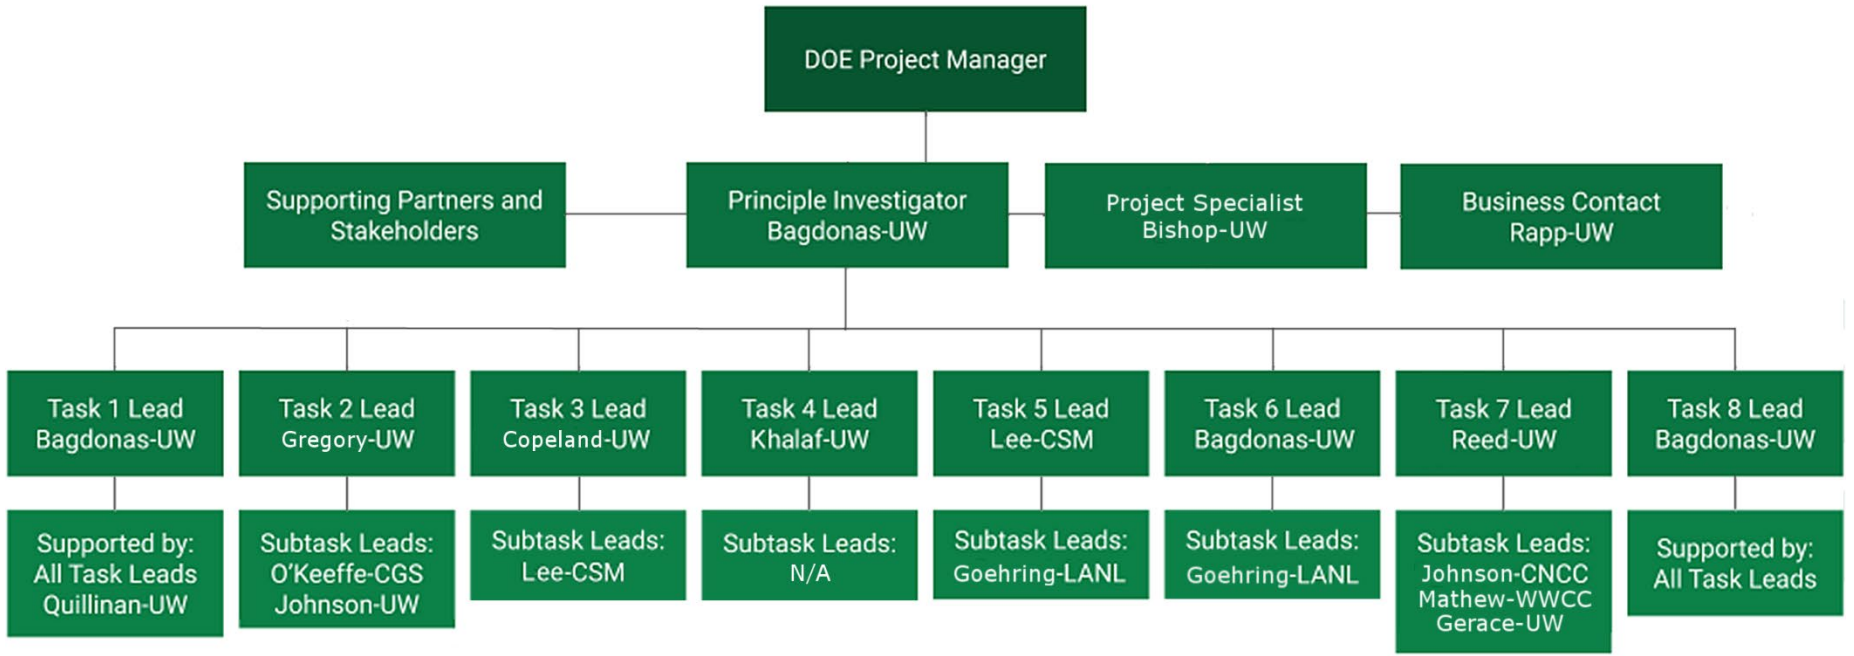 DOE Project Manager
Supporting Partners and
Stakeholders
Principle Investigator
Bagdonas-UW
Project Specialist
Bishop-UW
Business Contact
Rapp-UW
Task 1 Lead
Bagdonas-UW
Task 2 Lead
Gregory-UW
Task 3 Lead
Copeland-UW
Task 4 Lead
Khalaf-UW
Task 5 Lead
Lee-CSM
Task 6 Lead
Bagdonas-UW
Task 7 Lead
Reed-UW
Task 8 Lead
Bagdonas-UW
Supported by:
All Task Leads
Quillinan-UW
Subtask Leads:
O'Keeffe-CGS
Johnson-UW
Subtask Leads:
Lee-CSM
Subtask Leads:
N/A
Subtask Leads:
Goehring-LANL
Subtask Leads:
Goehring-LANL
Subtask Leads:
Johnson-CNCC
Mathew-WWCC
Gerace-UW
Supported by:
All Task Leads